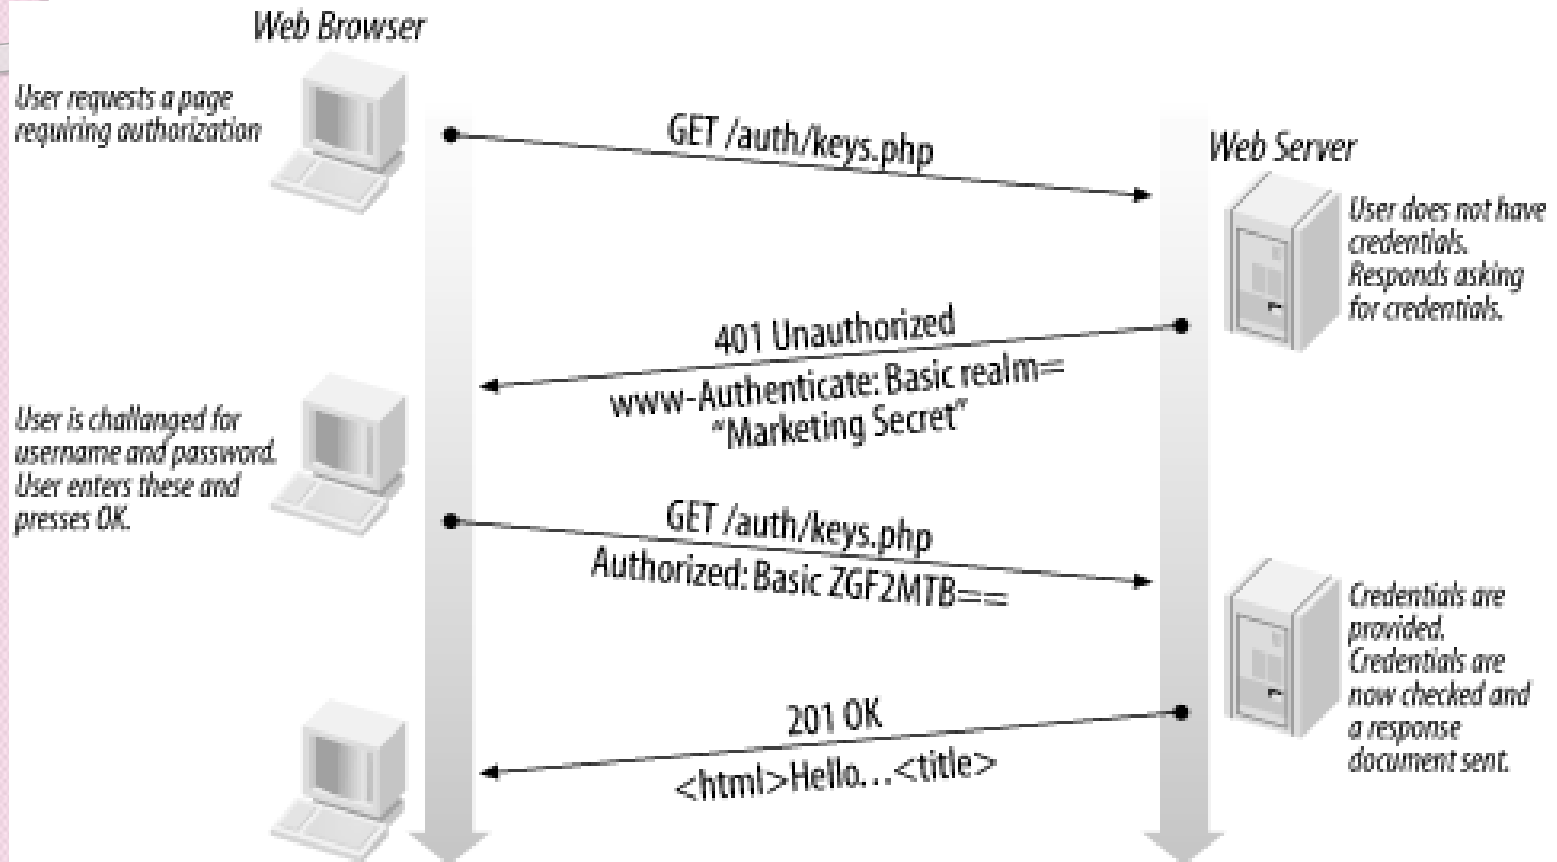 Web Browser
User requests a page
requiring authorization
GET /auth/keys.php
Web Server
User does not have
credentials.
Responds asking
for credentials.
401 Unauthorized
www-Authenticate: Basic realm=
“Marketing Secret”
User is challanged for
username and password.
User enters these and
presses OK.
GET /auth/keys.php
Authorized: Basic ZGF2MTB==
Credentials are
provided.
Credentials are
now checked and
a response
document sent.
201 OK
<html>Hello...<title>